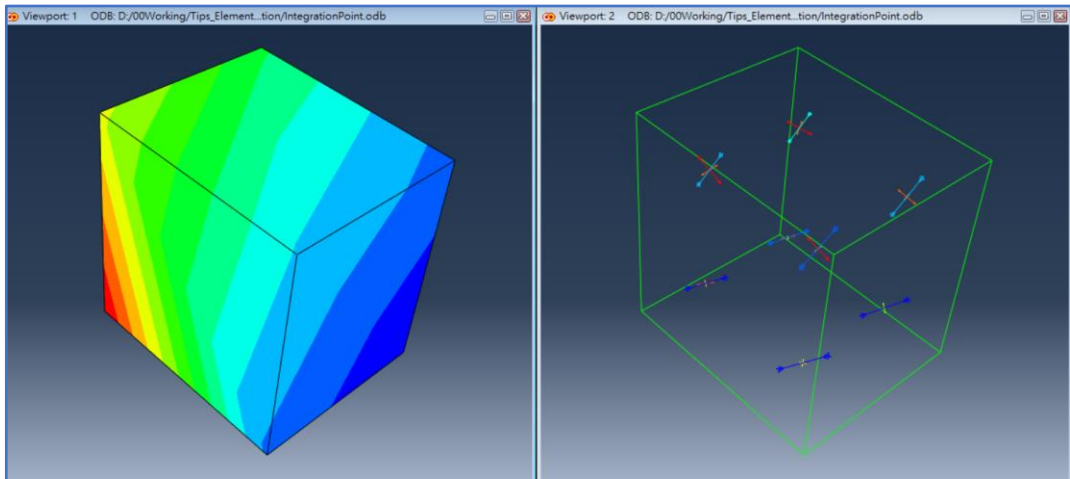 Viewport: 1 ODB: D:/00Working/Tips_Element...tion/IntegrationPoint.odb
Viewport: 2 ODB: D:/00Working/Tips_Element...tion/IntegrationPoint.odb